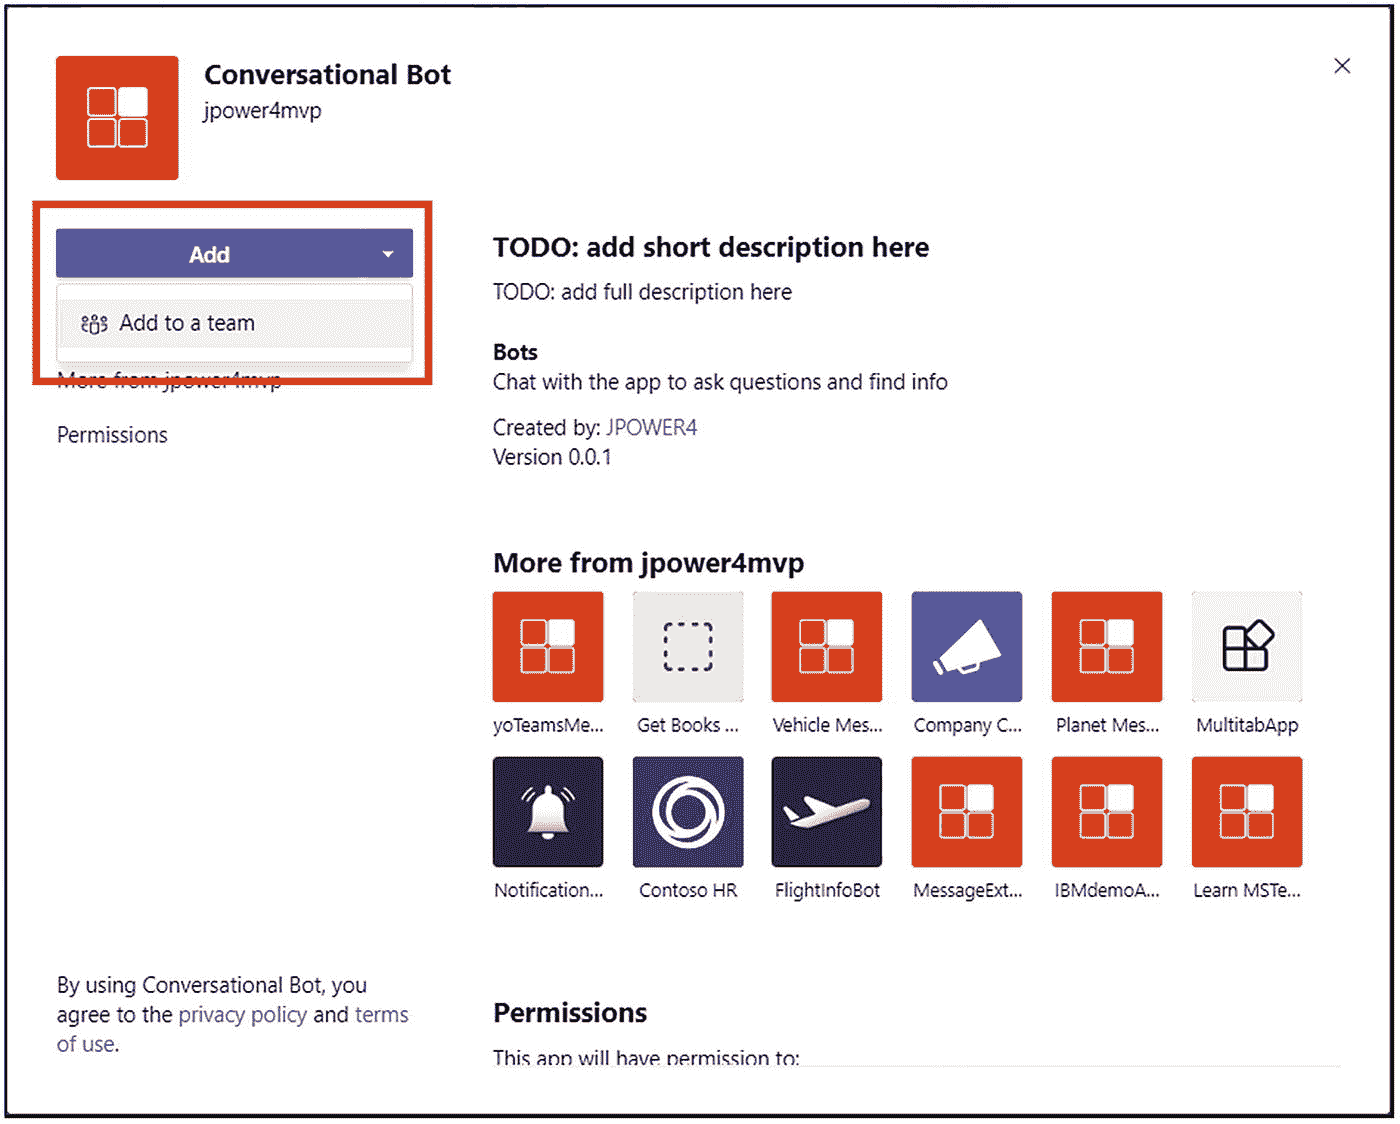 Conversational Bot
jpower4mvp
Add
Add to a team
More from jpower4mvp
Permissions
TODO: add short description here
TODO: add full description here
Bots
Chat with the app to ask questions and find info
Created by: JPOWER4
Version 0.0.1
More from jpower4mvp
yoTeamsMe... Get Books ... Vehicle Mes... Company C... Planet Mes... MultitabApp
Notification... Contoso HR FlightInfoBot MessageExt... IBMdemoA... Learn MSTe...
By using Conversational Bot, you
agree to the privacy policy and terms
of use.
Permissions
This app will have permission to: